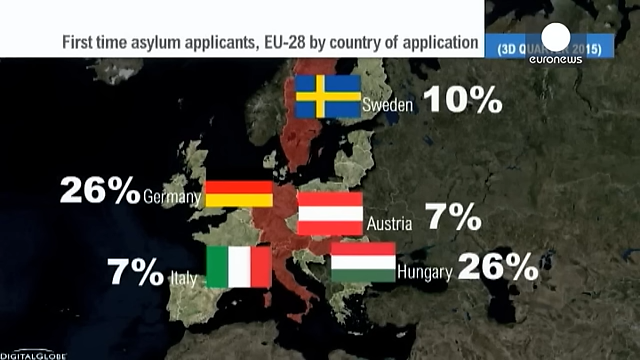 First time asylum applicants, EU-28 by country of application
(3D QUARTER 2015)
euronews
Sweden 10%
26% Germany
Austria 7%
7% Italy
Hungary 26%
DIGITALGLOBE